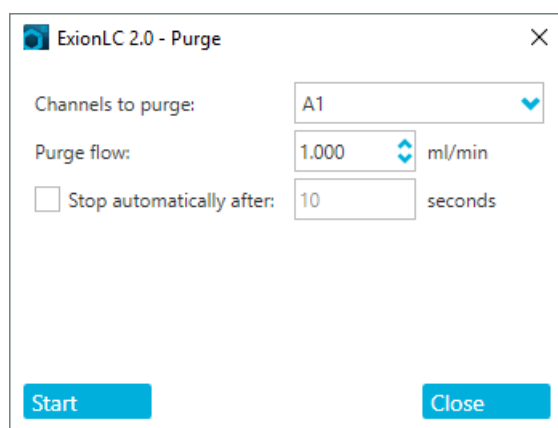 ExionLC 2.0 - Purge
Channels to purge: A1
Purge flow: 1.000 ml/min
Stop automatically after: 10 seconds
Start Close